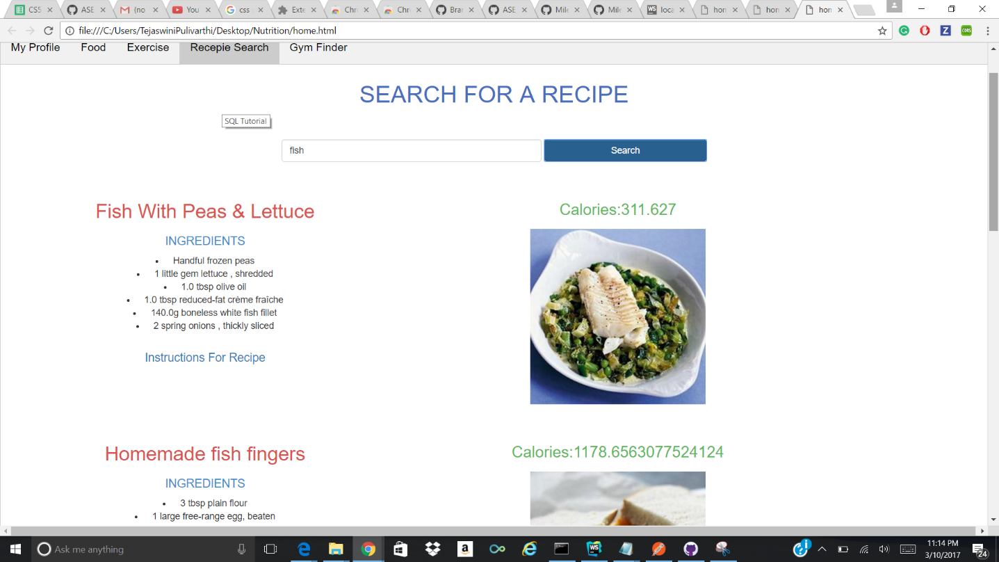 CS5
ASE
(no
You
css
Exte
Chr
Chr
Bra
ASE
Mile
Mile
loca
hon
hon
hon
file:///C:/Users/TejaswiniPulivarthi/Desktop/Nutrition/home.html
My Profile Food Exercise Recepie Search Gym Finder
SEARCH FOR A RECIPE
SQL Tutorial
fish
Search
Fish With Peas & Lettuce
Calories:311.627
INGREDIENTS
• Handful frozen peas
• 1 little gem lettuce , shredded
• 1.0 tbsp olive oil
• 1.0 tbsp reduced-fat crème fraîche
• 140.0g boneless white fish fillet
• 2 spring onions , thickly sliced
Instructions For Recipe
Homemade fish fingers
Calories:1178.6563077524124
INGREDIENTS
• 3 tbsp plain flour
• 1 large free-range egg, beaten
Ask me anything
11:14 PM
3/10/2017
24